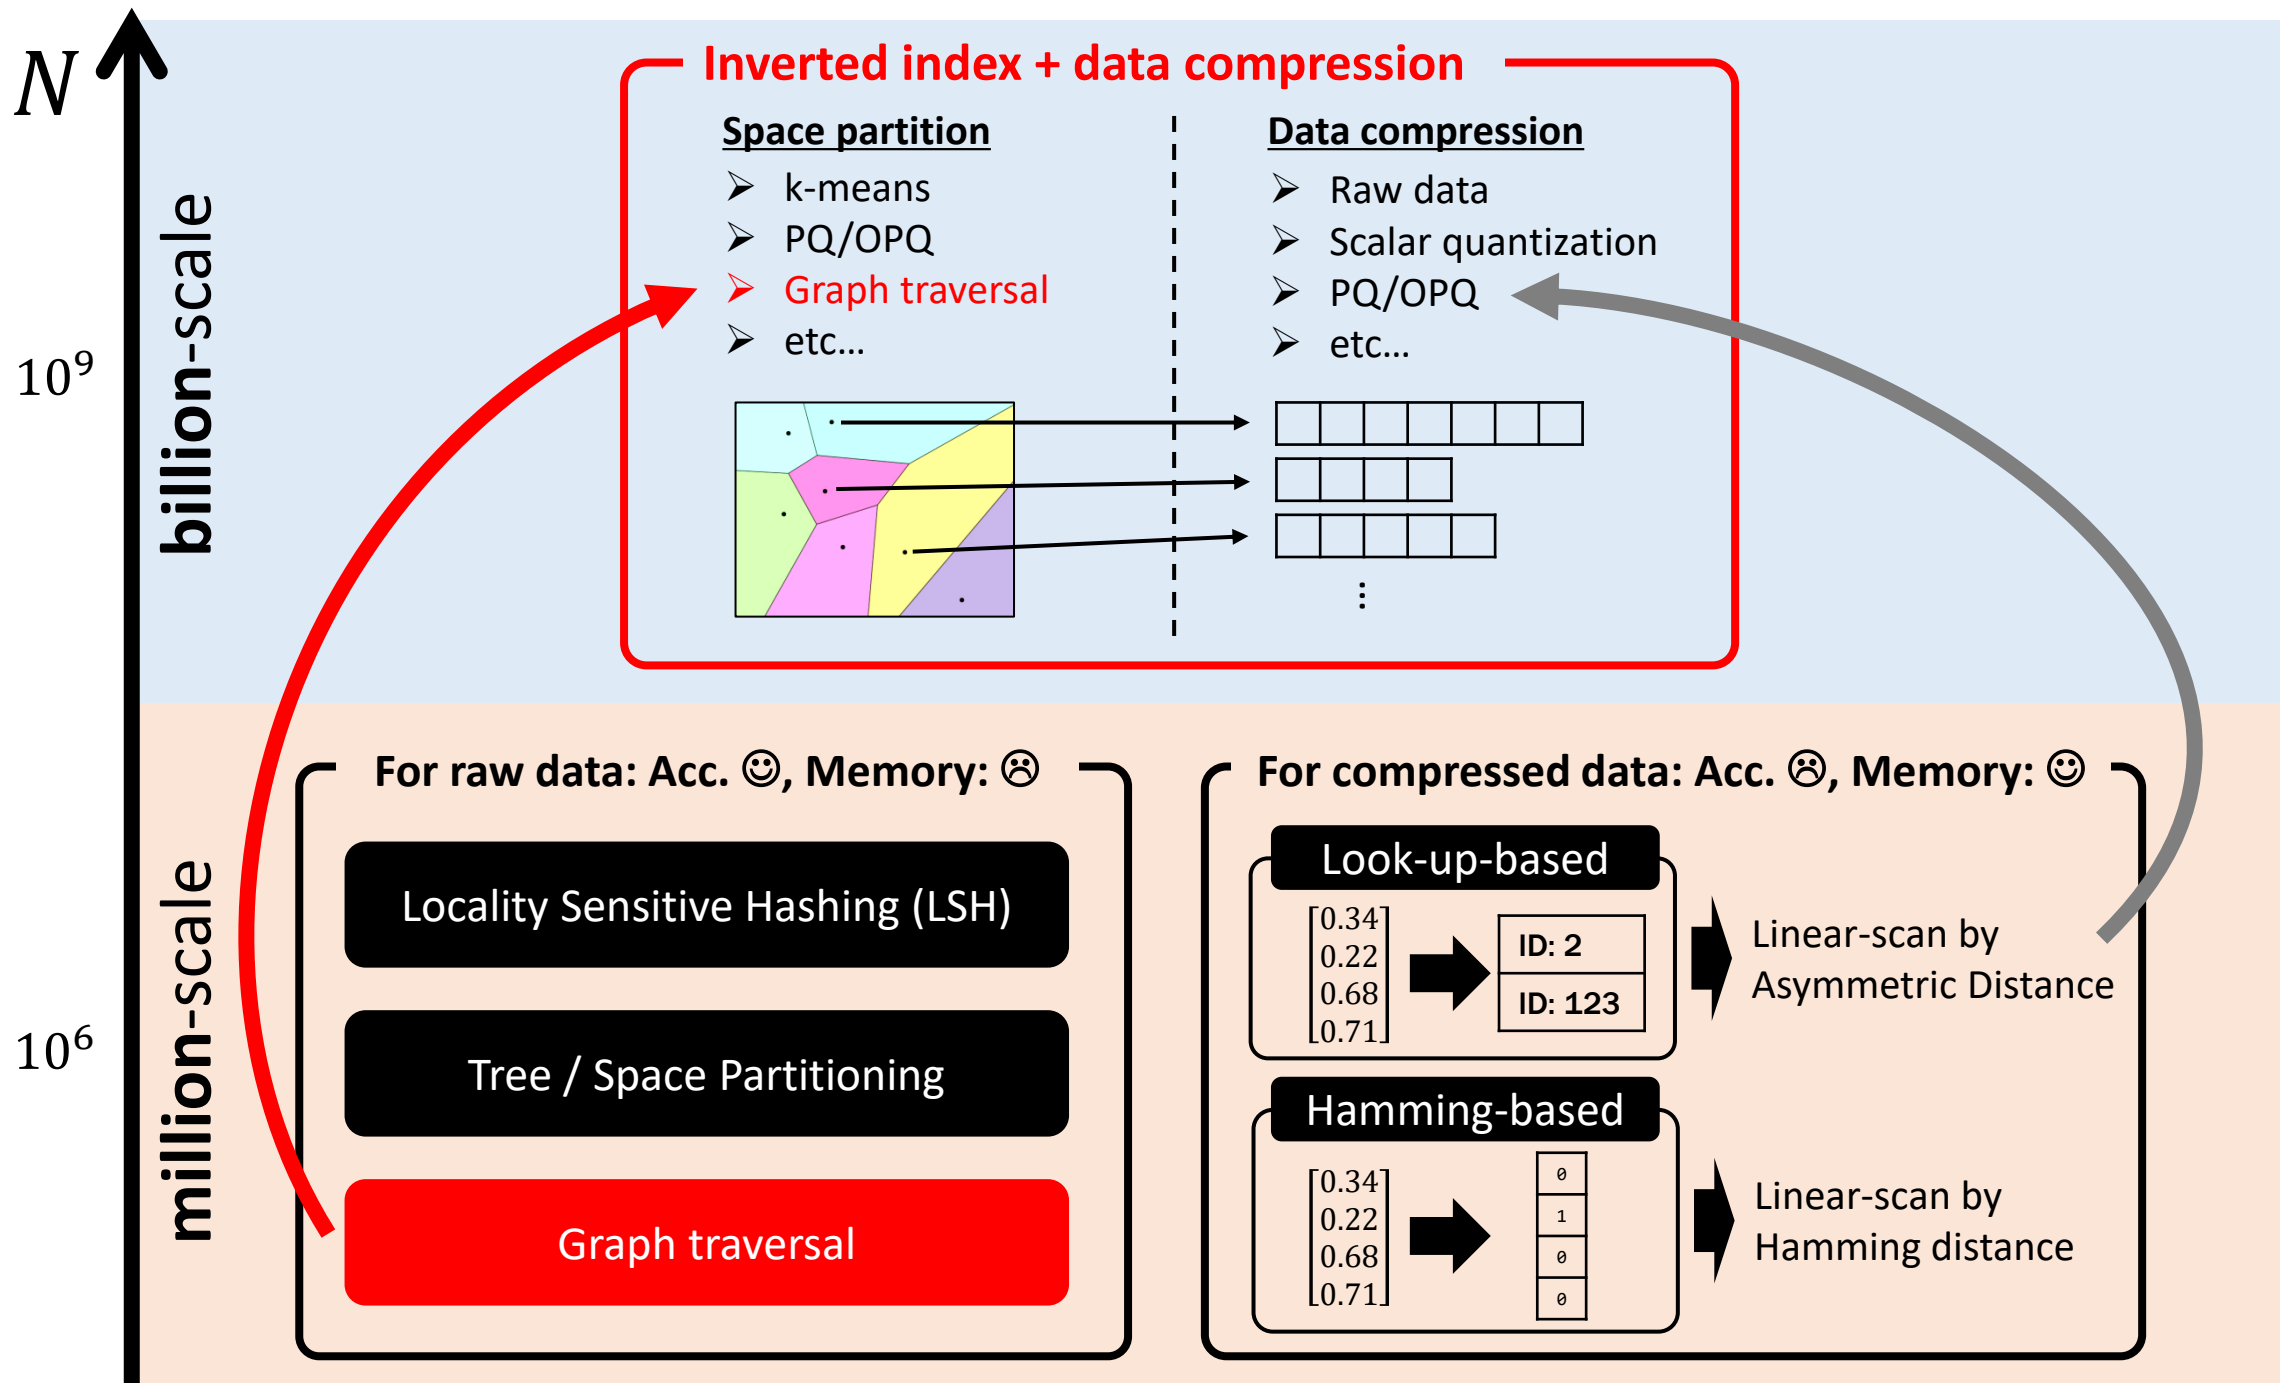 N
10⁹
10⁶
billion-scale
million-scale
Inverted index + data compression
Space partition
➢ k-means
➢ PQ/OPQ
➢ Graph traversal
➢ etc…
Data compression
➢ Raw data
➢ Scalar quantization
➢ PQ/OPQ
➢ etc…
⋮
For raw data: Acc. ☺, Memory: ☹
Locality Sensitive Hashing (LSH)
Tree / Space Partitioning
Graph traversal
For compressed data: Acc. ☹, Memory: ☺
Look-up-based
0.34
0.22
0.68
0.71
ID: 2
ID: 123
Linear-scan by
Asymmetric Distance
Hamming-based
0.34
0.22
0.68
0.71
0
1
0
0
Linear-scan by
Hamming distance